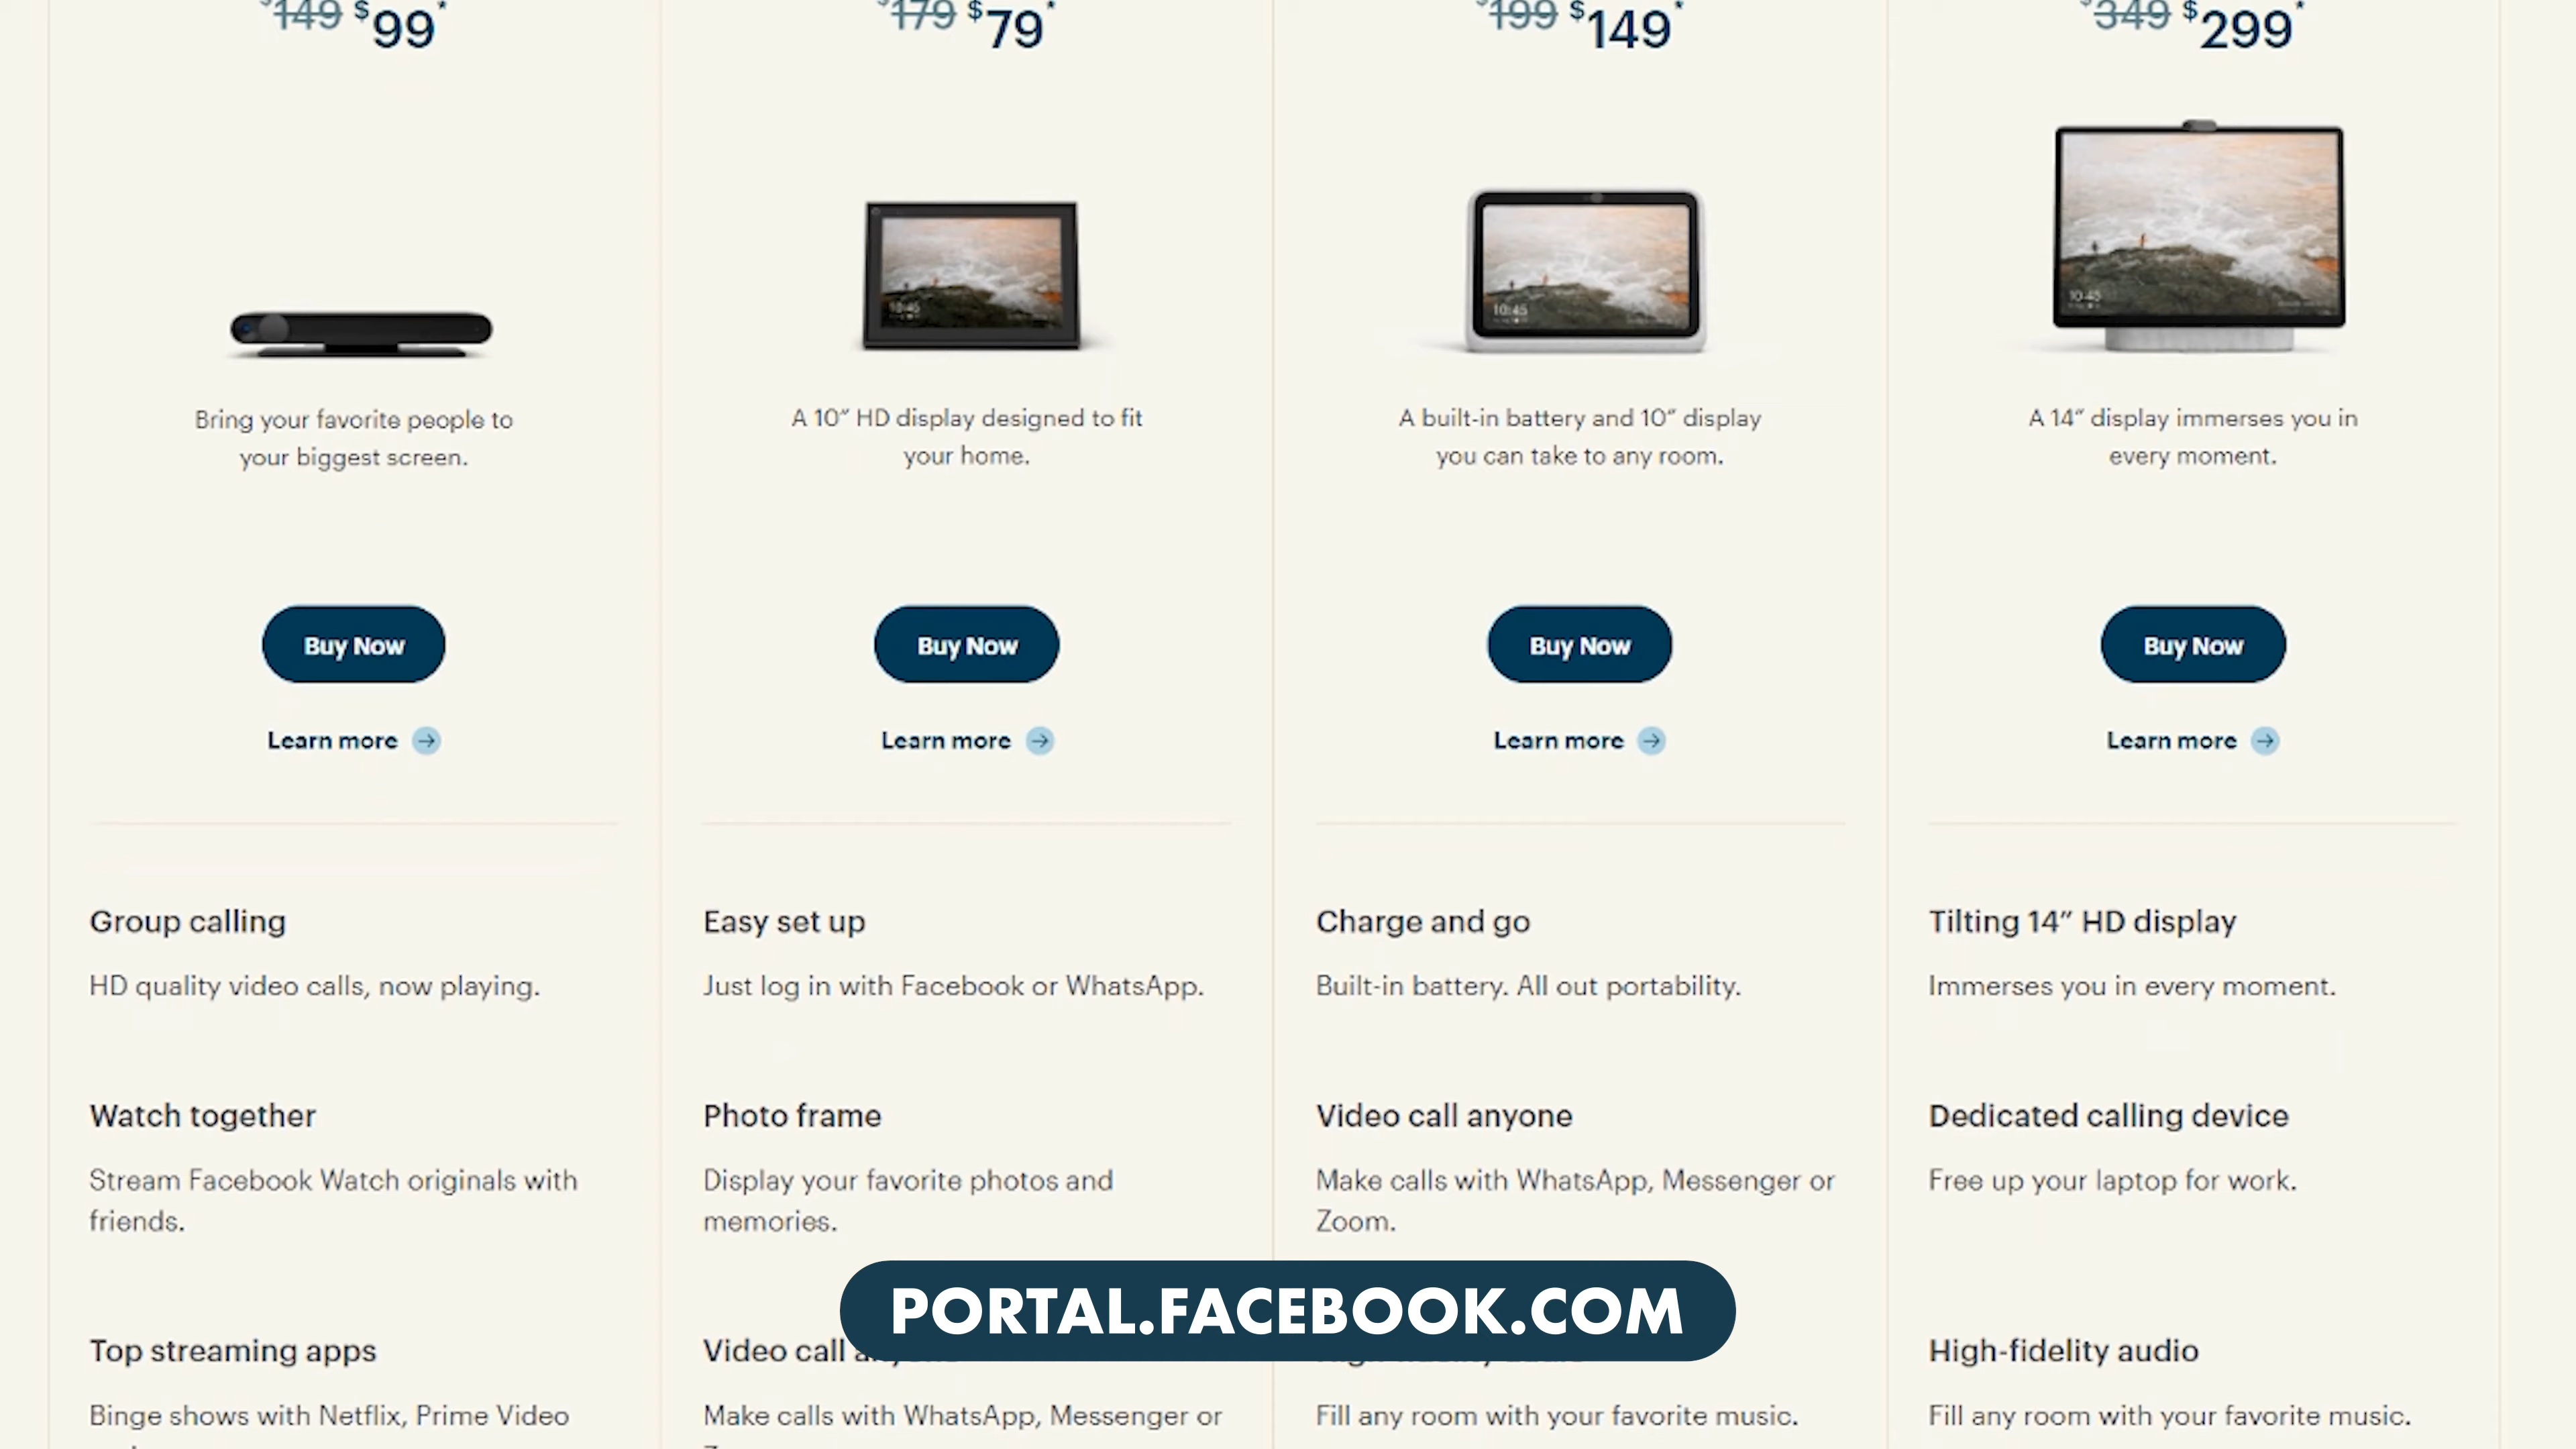 $149 $99*
$179 $79*
$199 $149*
$349 $299*
10:45
10:45
10:45
Bring your favorite people to
your biggest screen.
A 10″ HD display designed to fit
your home.
A built-in battery and 10″ display
you can take to any room.
A 14″ display immerses you in
every moment.
Buy Now
Buy Now
Buy Now
Buy Now
Learn more
Learn more
Learn more
Learn more
Group calling
HD quality video calls, now playing.
Easy set up
Just log in with Facebook or WhatsApp.
Charge and go
Built-in battery. All out portability.
Tilting 14″ HD display
Immerses you in every moment.
Watch together
Stream Facebook Watch originals with
friends.
Photo frame
Display your favorite photos and
memories.
Video call anyone
Make calls with WhatsApp, Messenger or
Zoom.
Dedicated calling device
Free up your laptop for work.
PORTAL.FACEBOOK.COM
Top streaming apps
Binge shows with Netflix, Prime Video
Video call
Make calls with WhatsApp, Messenger or
Fill any room with your favorite music.
High-fidelity audio
Fill any room with your favorite music.